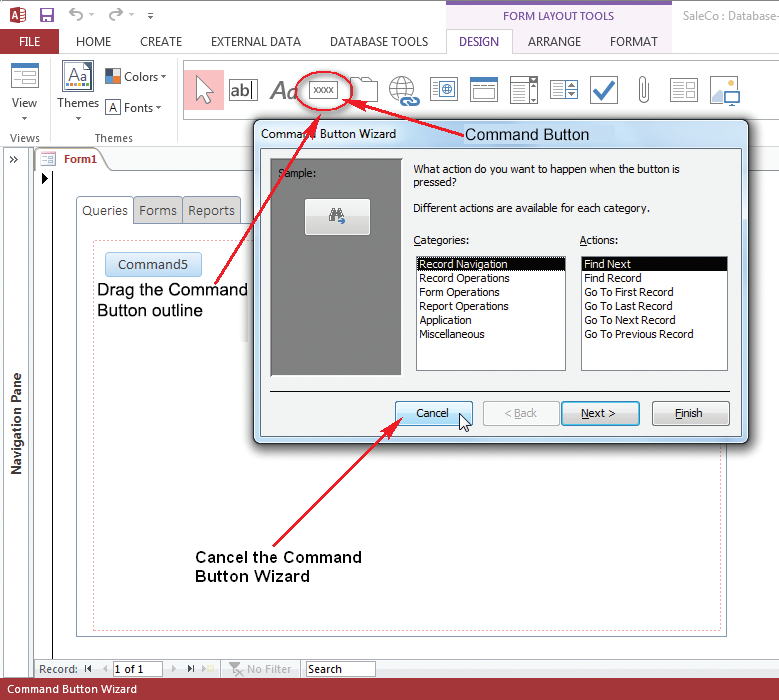 FORM LAYOUT TOOLS
SaleCo : Database-
FILE HOME CREATE EXTERNAL DATA DATABASE TOOLS DESIGN ARRANGE FORMAT
View
Views
Aa
Themes
Colors
A Fonts
Themes
ab
Aa
xxxx
Command Button Wizard
Command Button
Form1
Queries Forms Reports
Command5
Drag the Command
Button outline
Sample:
What action do you want to happen when the button is
pressed?
Different actions are available for each category.
Categories:
Record Navigation
Record Operations
Form Operations
Report Operations
Application
Miscellaneous
Actions:
Find Next
Find Record
Go To First Record
Go To Last Record
Go To Next Record
Go To Previous Record
Cancel < Back Next > Finish
Navigation Pane
Cancel the Command
Button Wizard
Record: 1 of 1 No Filter Search
Command Button Wizard